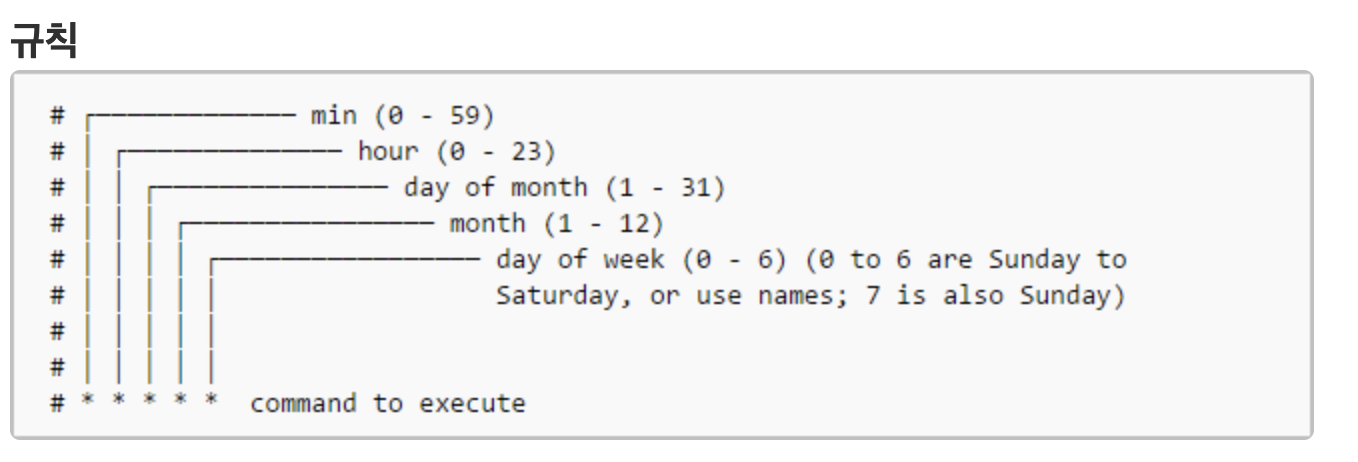 규칙
# ┌───────────── min (0 - 59)
# │ ┌────────────── hour (0 - 23)
# │ │ ┌─────────────── day of month (1 - 31)
# │ │ │ ┌──────────────── month (1 - 12)
# │ │ │ │ ┌───────────────── day of week (0 - 6) (0 to 6 are Sunday to
# │ │ │ │ │                  Saturday, or use names; 7 is also Sunday)
# │ │ │ │ │
# │ │ │ │ │
# * * * * *  command to execute